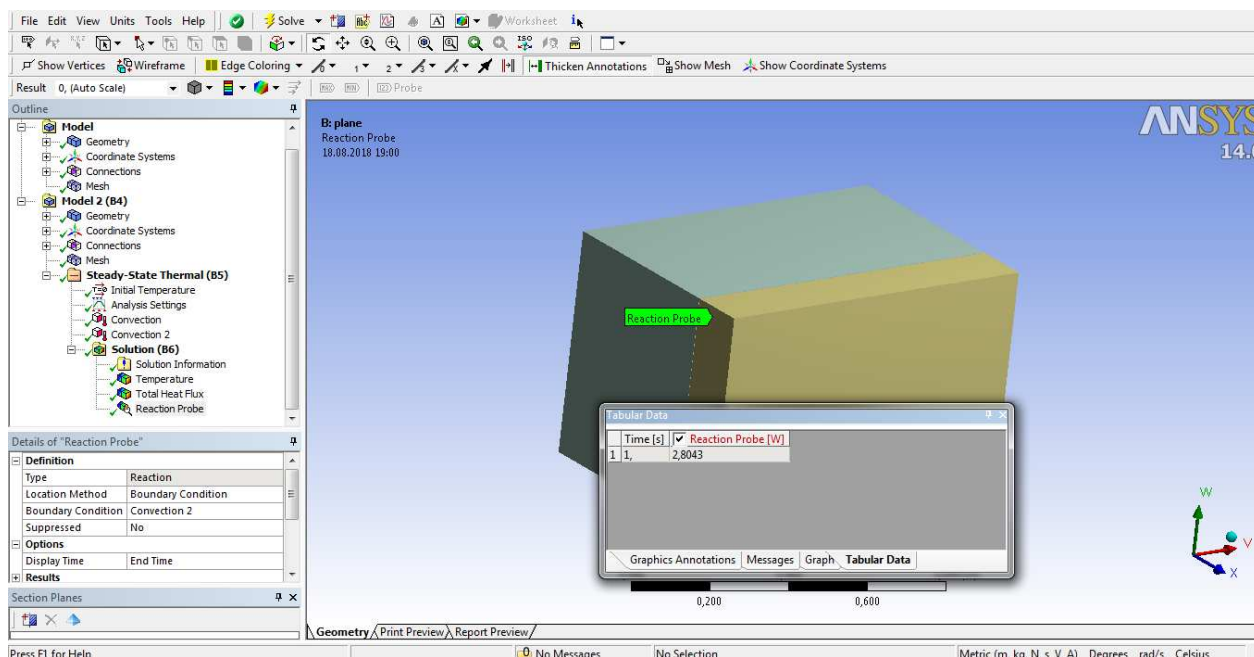 File Edit View Units Tools Help Solve Worksheet
ISO
Show Vertices Wireframe Edge Coloring Thicken Annotations Show Mesh Show Coordinate Systems
Result 0, (Auto Scale) Probe
Outline
Model
Geometry
Coordinate Systems
Connections
Mesh
Model 2 (B4)
Geometry
Coordinate Systems
Connections
Mesh
Steady-State Thermal (B5)
Initial Temperature
Analysis Settings
Convection
Convection 2
Solution (B6)
Solution Information
Temperature
Total Heat Flux
Reaction Probe
Details of "Reaction Probe"
Definition
Type Reaction
Location Method Boundary Condition
Boundary Condition Convection 2
Suppressed No
Options
Display Time End Time
Results
Section Planes
B: plane
Reaction Probe
18.08.2018 19:00
ANSYS
14.
Reaction Probe
Tabular Data
Time [s] Reaction Probe [W]
1 1, 2,8043
Graphics Annotations Messages Graph Tabular Data
0,200 0,600
W
V
X
Geometry Print Preview Report Preview
Press F1 for Help No Messages No Selection Metric (m, kg, N, s, V, A) Degrees rad/s Celsius